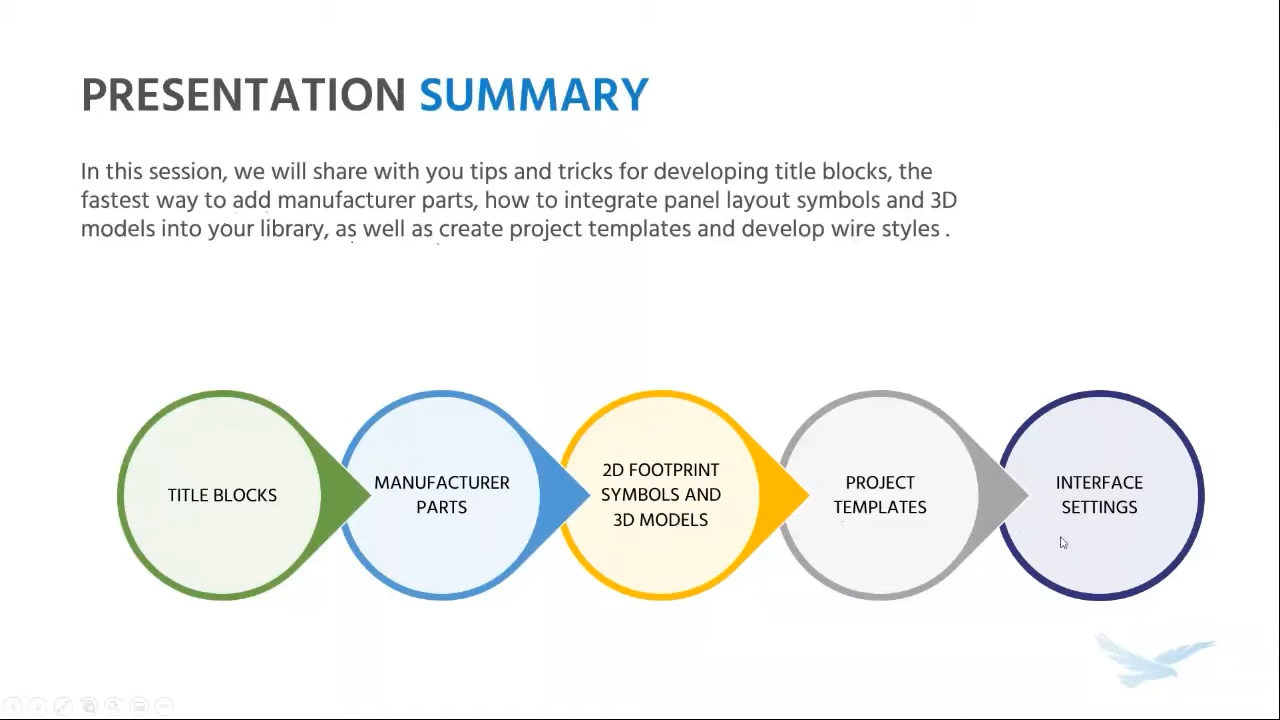 PRESENTATION SUMMARY
In this session, we will share with you tips and tricks for developing title blocks, the
fastest way to add manufacturer parts, how to integrate panel layout symbols and 3D
models into your library, as well as create project templates and develop wire styles .
TITLE BLOCKS
MANUFACTURER
PARTS
2D FOOTPRINT
SYMBOLS AND
3D MODELS
PROJECT
TEMPLATES
INTERFACE
SETTINGS